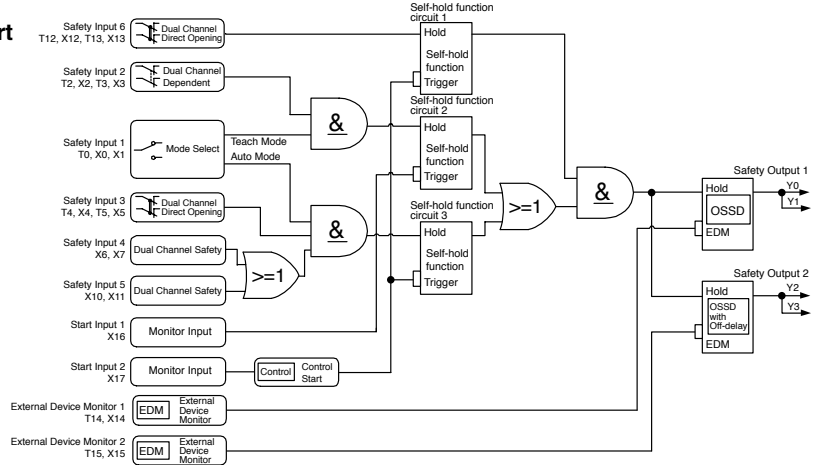 rt
Safety Input 6
T12, X12, T13, X13
Dual Channel
Direct Opening
Safety Input 2
T2, X2, T3, X3
Dual Channel
Dependent
Safety Input 1
T0, X0, X1
Mode Select
Teach Mode
Auto Mode
Safety Input 3
T4, X4, T5, X5
Dual Channel
Direct Opening
Safety Input 4
X6, X7
Dual Channel Safety
Safety Input 5
X10, X11
Dual Channel Safety
Start Input 1
X16
Monitor Input
Start Input 2
X17
Monitor Input
Control
Control
Start
External Device Monitor 1
T14, X14
EDM
External
Device
Monitor
External Device Monitor 2
T15, X15
EDM
External
Device
Monitor
&
>=1
&
Self-hold function
circuit 1
Hold
Self-hold
function
Trigger
Self-hold function
circuit 2
Hold
Self-hold
function
Trigger
Self-hold function
circuit 3
Hold
Self-hold
function
Trigger
>=1
&
Safety Output 1
Hold
OSSD
EDM
Y0
Y1
Safety Output 2
Hold
OSSD
with
Off-delay
EDM
Y2
Y3